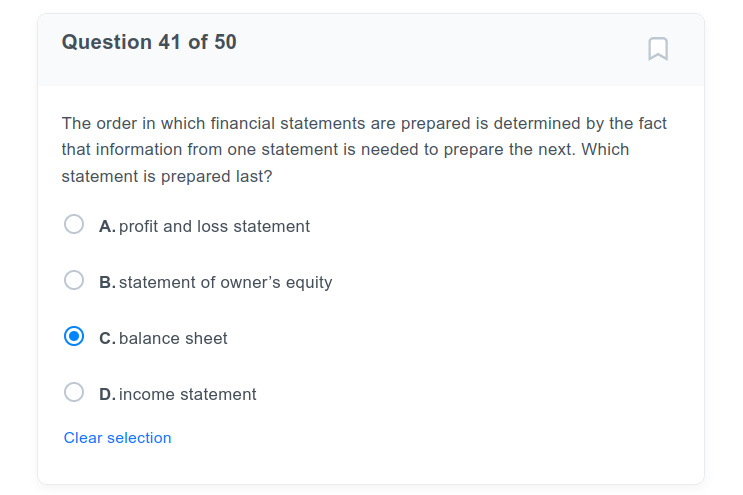 Question 41 of 50
The order in which financial statements are prepared is determined by the fact
that information from one statement is needed to prepare the next. Which
statement is prepared last?
A. profit and loss statement
B. statement of owner’s equity
C. balance sheet
D. income statement
Clear selection